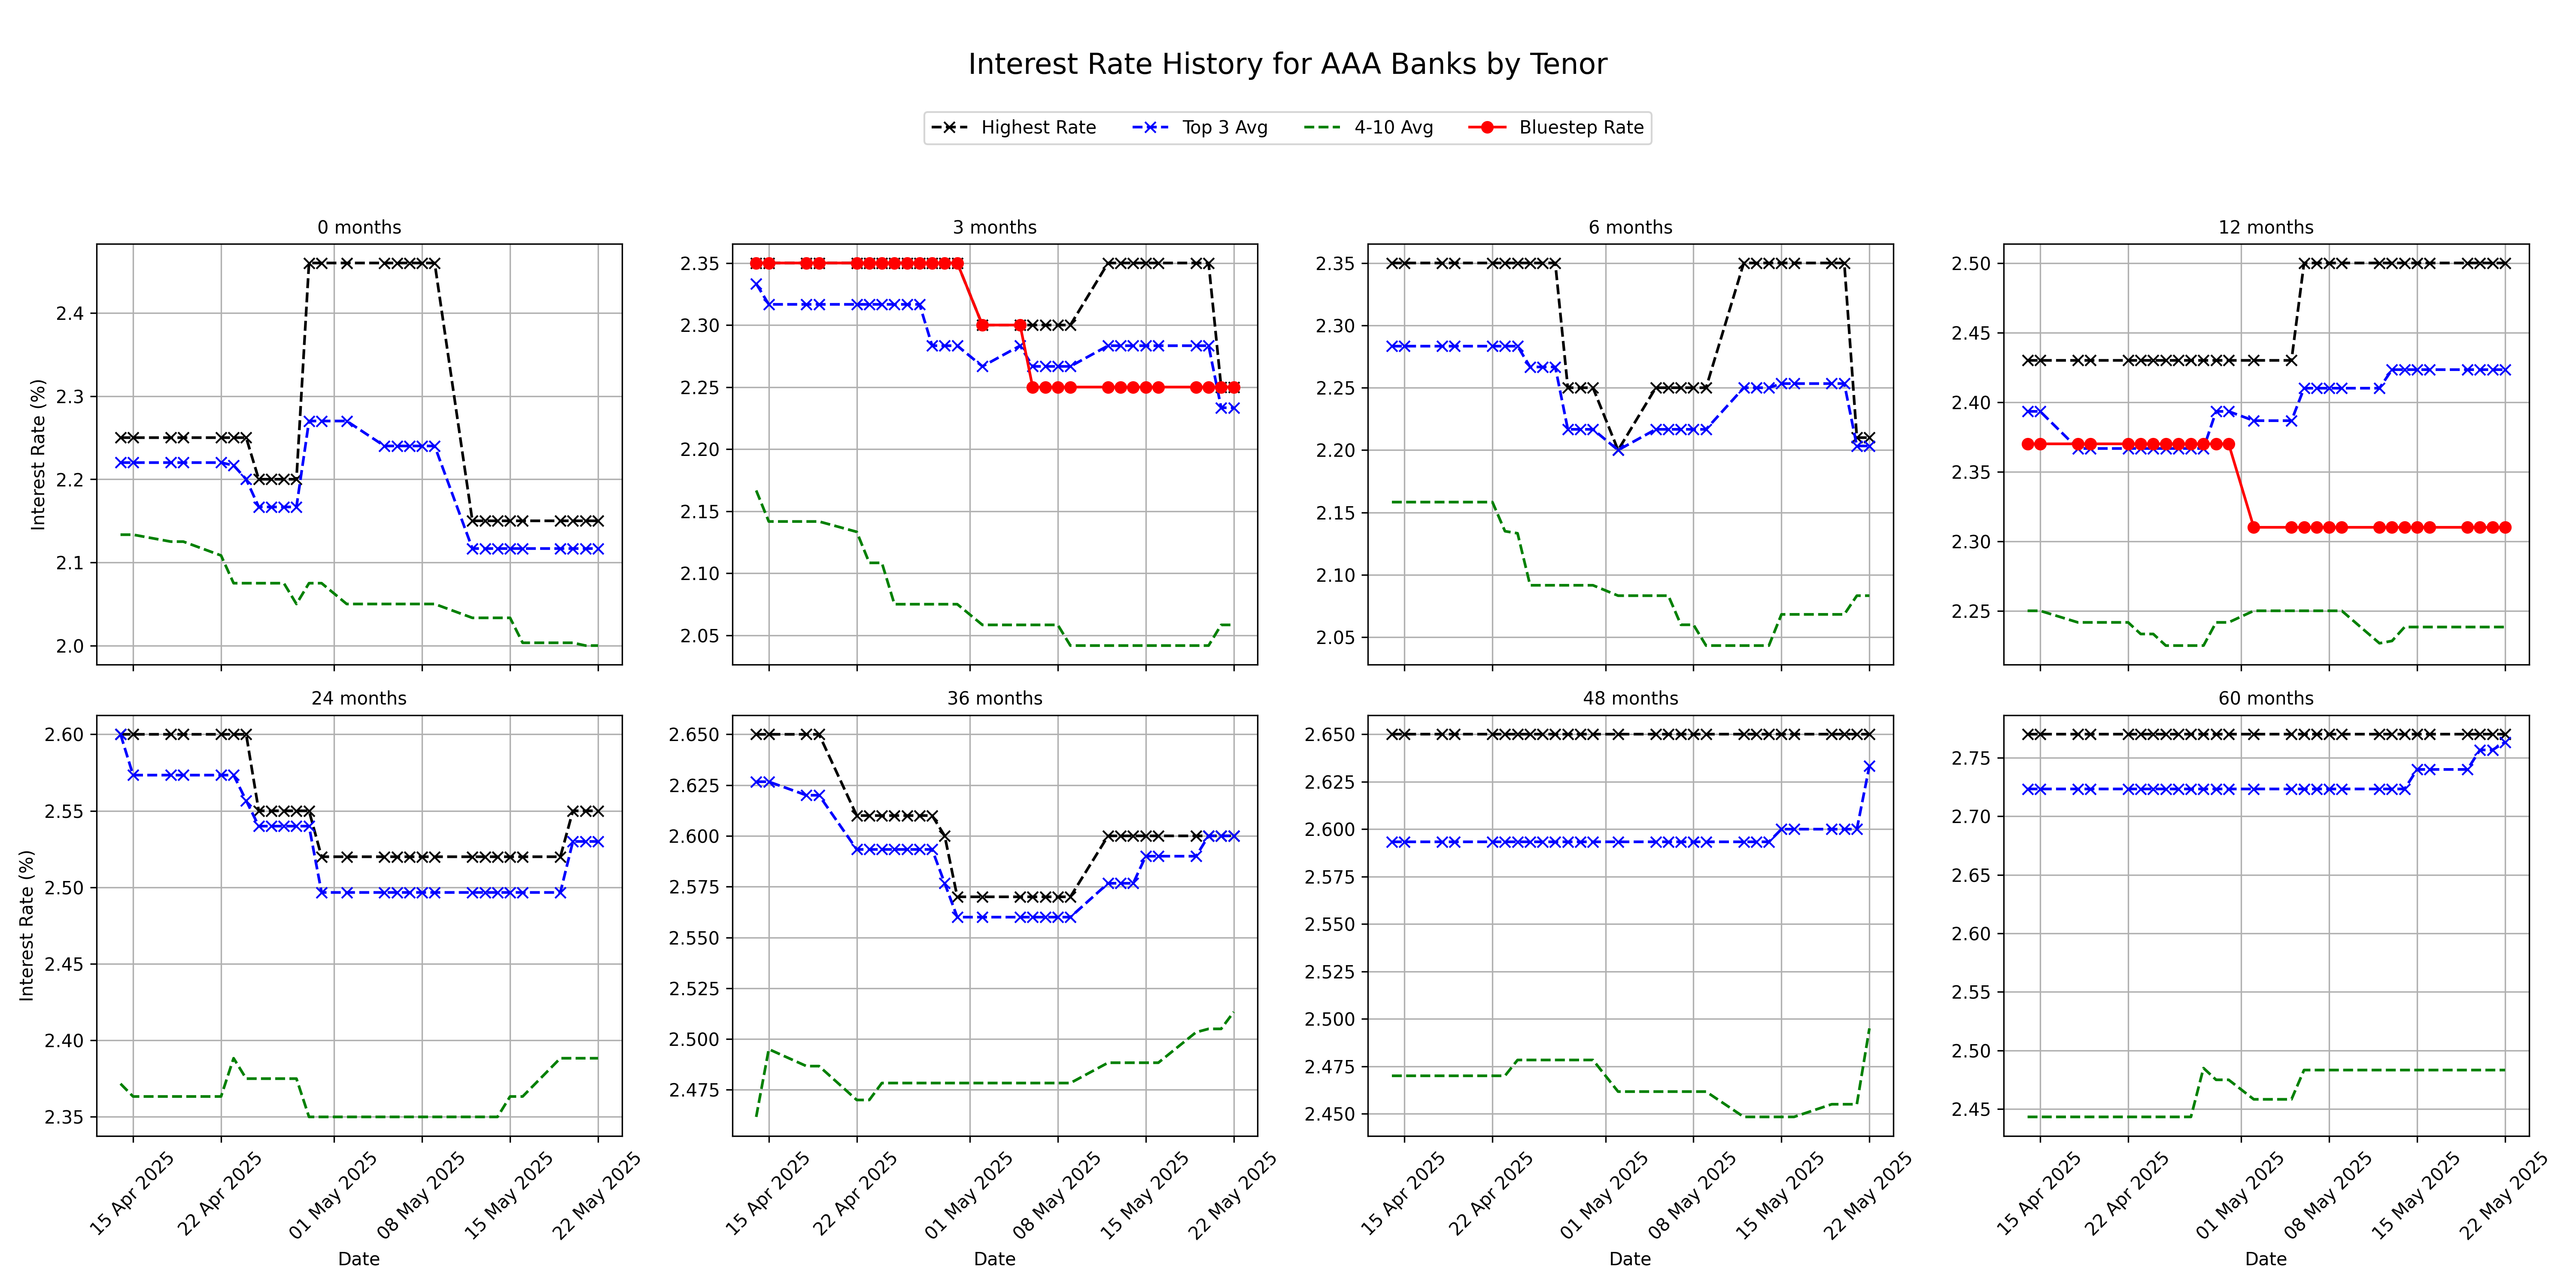 Interest Rate History for AAA Banks by Tenor
Highest Rate Top 3 Avg 4-10 Avg Bluestep Rate
0 months
2.4
2.3
2.2
2.1
2.0
Interest Rate (%)
3 months
2.35
2.30
2.25
2.20
2.15
2.10
2.05
6 months
2.35
2.30
2.25
2.20
2.15
2.10
2.05
12 months
2.50
2.45
2.40
2.35
2.30
2.25
24 months
2.60
2.55
2.50
2.45
2.40
2.35
Interest Rate (%)
15 Apr 2025
22 Apr 2025
01 May 2025
08 May 2025
15 May 2025
22 May 2025
Date
36 months
2.650
2.625
2.600
2.575
2.550
2.525
2.500
2.475
15 Apr 2025
22 Apr 2025
01 May 2025
08 May 2025
15 May 2025
22 May 2025
Date
48 months
2.650
2.625
2.600
2.575
2.550
2.525
2.500
2.475
2.450
15 Apr 2025
22 Apr 2025
01 May 2025
08 May 2025
15 May 2025
22 May 2025
Date
60 months
2.75
2.70
2.65
2.60
2.55
2.50
2.45
15 Apr 2025
22 Apr 2025
01 May 2025
08 May 2025
15 May 2025
22 May 2025
Date